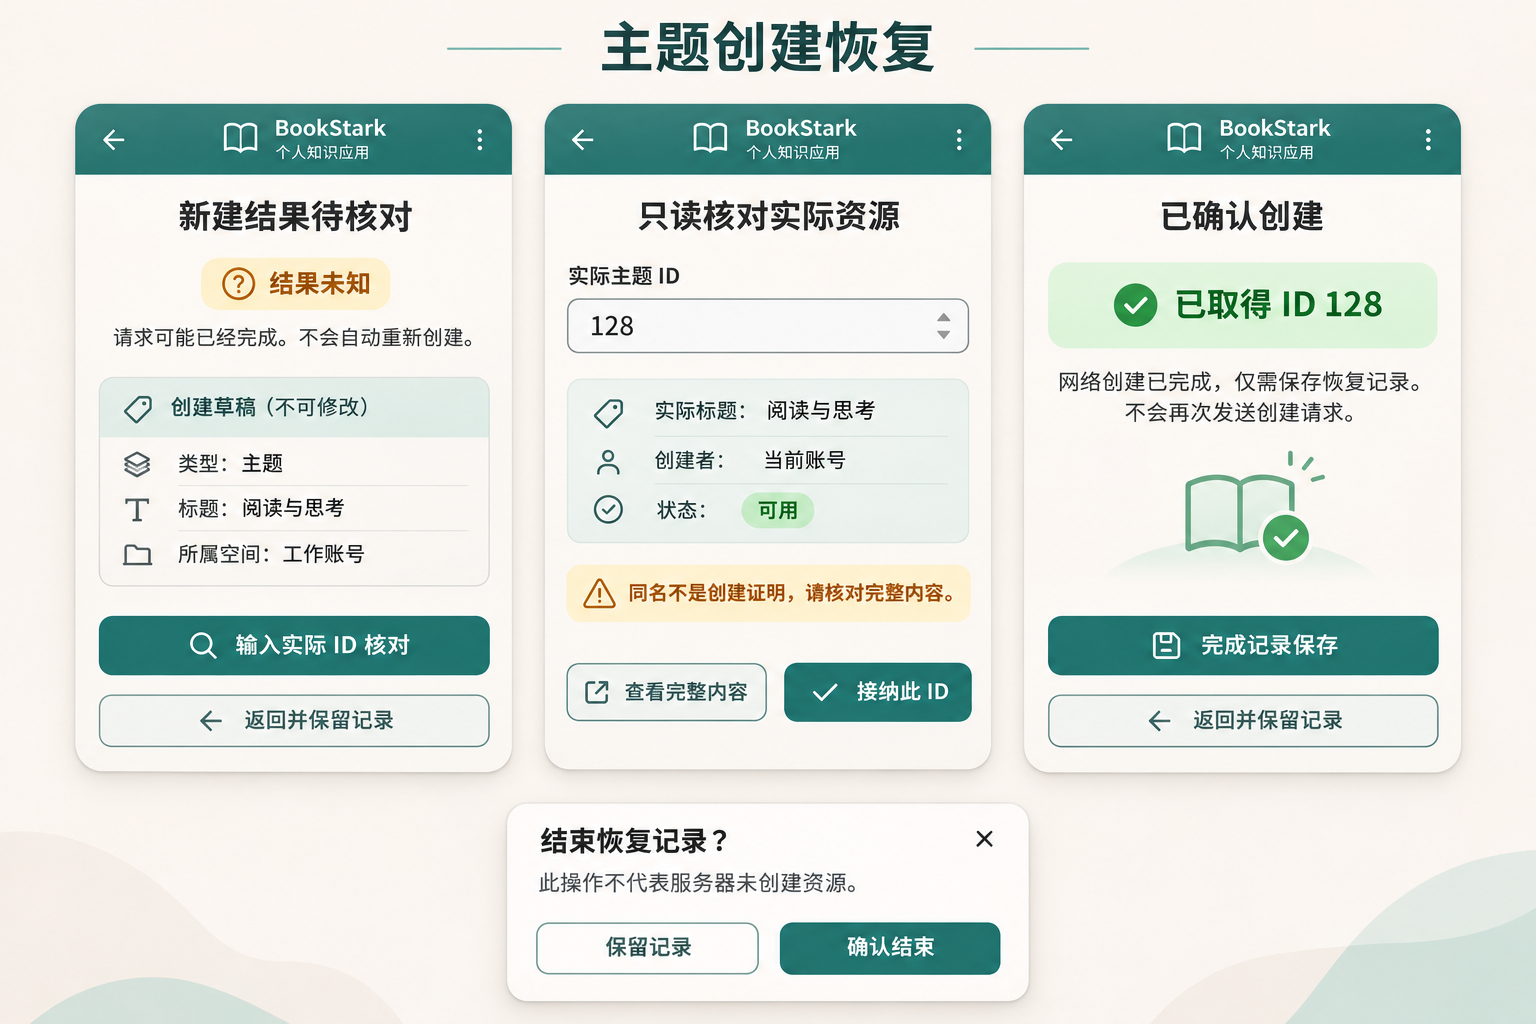 主题创建恢复
BookStark
个人知识应用
新建结果待核对
结果未知
请求可能已经完成。不会自动重新创建。
创建草稿（不可修改）
类型：主题
标题：阅读与思考
所属空间：工作账号
输入实际 ID 核对
返回并保留记录
BookStark
个人知识应用
只读核对实际资源
实际主题 ID
128
实际标题：阅读与思考
创建者：当前账号
状态：可用
同名不是创建证明，请核对完整内容。
查看完整内容
接纳此 ID
BookStark
个人知识应用
已确认创建
已取得 ID 128
网络创建已完成，仅需保存恢复记录。
不会再次发送创建请求。
完成记录保存
返回并保留记录
结束恢复记录？
此操作不代表服务器未创建资源。
保留记录
确认结束